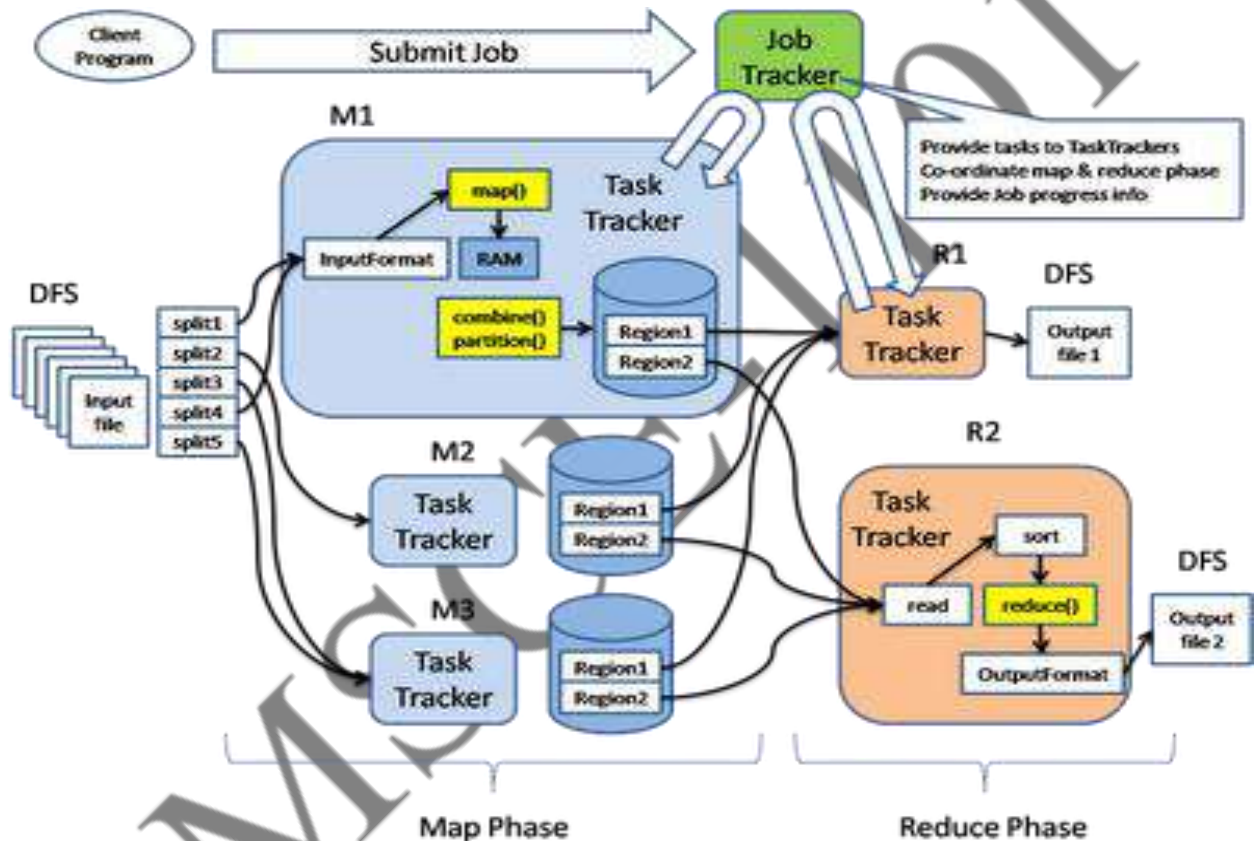 Client
Program
Submit Job
Job
Tracker
Provide tasks to TaskTrackers
Co-ordinate map & reduce phase
Provide Job progress info
M1
Task
Tracker
map()
InputFormat
RAM
combine()
partition()
Region1
Region2
DFS
Input
file
split1
split2
split3
split4
split5
M2
Task
Tracker
Region1
Region2
M3
Task
Tracker
Region1
Region2
R1
Task
Tracker
DFS
Output
file 1
R2
Task
Tracker
sort
read
reduce()
OutputFormat
DFS
Output
file 2
Map Phase
Reduce Phase